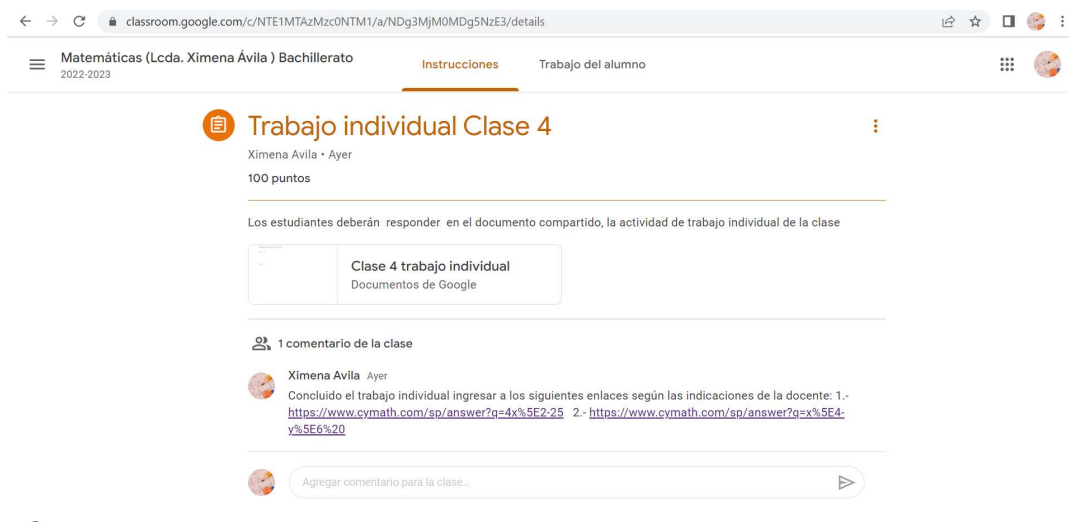 classroom.google.com/c/NTE1MTAzMzc0NTM1/a/NDg3MjM0MDg5NzE3/details
Matemáticas (Lcda. Ximena Ávila ) Bachillerato
2022-2023
Instrucciones
Trabajo del alumno
Trabajo individual Clase 4
Ximena Avila • Ayer
100 puntos
Los estudiantes deberán responder en el documento compartido, la actividad de trabajo individual de la clase
Clase 4 trabajo individual
Documentos de Google
1 comentario de la clase
Ximena Avila Ayer
Concluido el trabajo individual ingresar a los siguientes enlaces según las indicaciones de la docente: 1.-
https://www.cymath.com/sp/answer?q=4x%5E2-25 2.- https://www.cymath.com/sp/answer?q=x%5E4-
y%5E6%20
Agregar comentario para la clase...